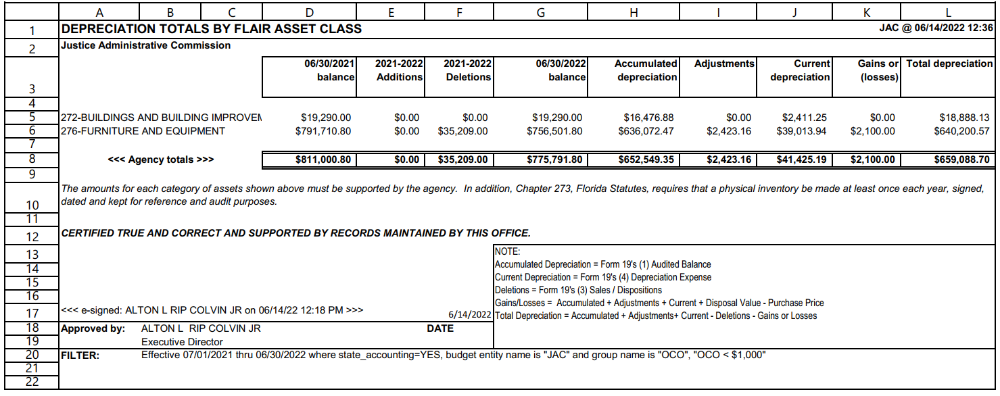 A B C D E F G H I J K L
1 DEPRECIATION TOTALS BY FLAIR ASSET CLASS JAC @ 06/14/2022 12:36
2 Justice Administrative Commission
06/30/2021 2021-2022 2021-2022 06/30/2022 Accumulated Adjustments Current Gains or Total depreciation
balance Additions Deletions balance depreciation depreciation (losses)
3
4
5 272-BUILDINGS AND BUILDING IMPROVEM $19,290.00 $0.00 $0.00 $19,290.00 $16,476.88 $0.00 $2,411.25 $0.00 $18,888.13
6 276-FURNITURE AND EQUIPMENT $791,710.80 $0.00 $35,209.00 $756,501.80 $636,072.47 $2,423.16 $39,013.94 $2,100.00 $640,200.57
7
8 <<< Agency totals >>> $811,000.80 $0.00 $35,209.00 $775,791.80 $652,549.35 $2,423.16 $41,425.19 $2,100.00 $659,088.70
9
The amounts for each category of assets shown above must be supported by the agency. In addition, Chapter 273, Florida Statutes, requires that a physical inventory be made at least once each year, signed,
10 dated and kept for reference and audit purposes.
11
12 CERTIFIED TRUE AND CORRECT AND SUPPORTED BY RECORDS MAINTAINED BY THIS OFFICE.
13 NOTE:
14 Accumulated Depreciation = Form 19's (1) Audited Balance
15 Current Depreciation = Form 19's (4) Depreciation Expense
16 Deletions = Form 19's (3) Sales / Dispositions
Gains/Losses = Accumulated + Adjustments + Current + Disposal Value - Purchase Price
17 <<< e-signed: ALTON L RIP COLVIN JR on 06/14/22 12:18 PM >>> 6/14/2022 Total Depreciation = Accumulated + Adjustments+ Current - Deletions - Gains or Losses
18 Approved by: ALTON L RIP COLVIN JR DATE
19 Executive Director
20 FILTER: Effective 07/01/2021 thru 06/30/2022 where state_accounting=YES, budget entity name is "JAC" and group name is "OCO", "OCO < $1,000"
21
22